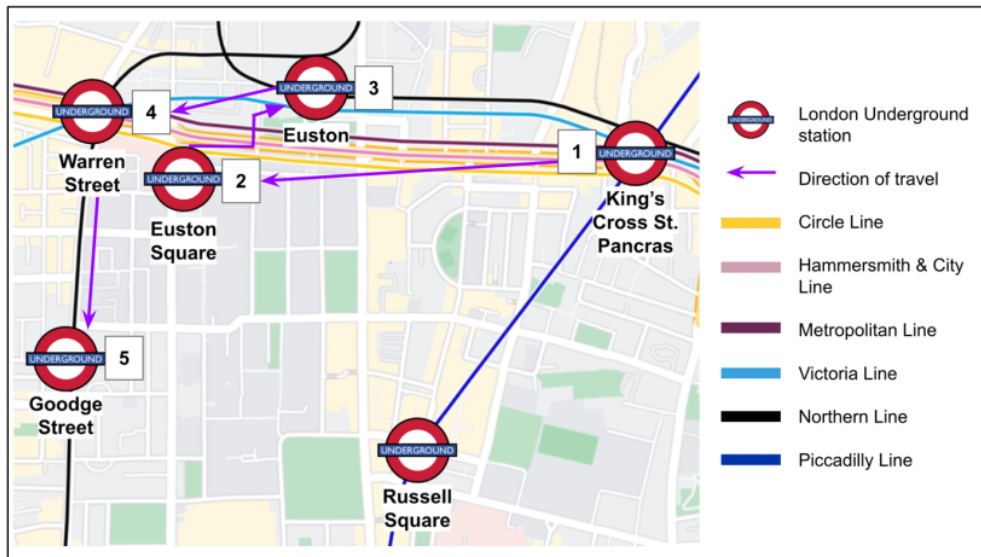 UNDERGROUND
3
Euston
UNDERGROUND
4
Warren
Street
UNDERGROUND
2
Euston
Square
1
UNDERGROUND
King's
Cross St.
Pancras
UNDERGROUND
5
Goodge
Street
UNDERGROUND
Russell
Square
UNDERGROUND
London Underground
station
Direction of travel
Circle Line
Hammersmith & City
Line
Metropolitan Line
Victoria Line
Northern Line
Piccadilly Line